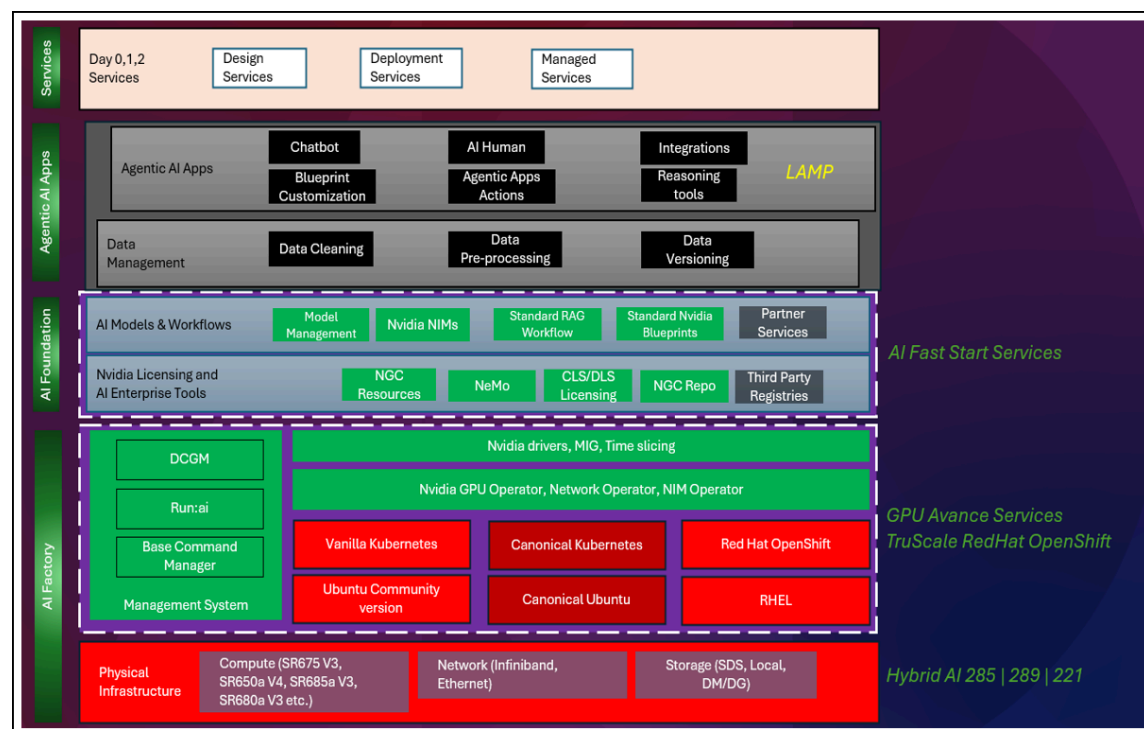 Services
Day 0,1,2
Services
Design
Services
Deployment
Services
Managed
Services
Agentic AI Apps
Agentic AI Apps
Chatbot
AI Human
Integrations
Blueprint
Customization
Agentic Apps
Actions
Reasoning
tools
LAMP
Data
Management
Data Cleaning
Data
Pre-processing
Data
Versioning
AI Foundation
AI Models & Workflows
Model
Management
Nvidia NIMs
Standard RAG
Workflow
Standard Nvidia
Blueprints
Partner
Services
Nvidia Licensing and
AI Enterprise Tools
NGC
Resources
NeMo
CLS/DLS
Licensing
NGC Repo
Third Party
Registries
AI Fast Start Services
AI Factory
DCGM
Run:ai
Base Command
Manager
Management System
Nvidia drivers, MIG, Time slicing
Nvidia GPU Operator, Network Operator, NIM Operator
Vanilla Kubernetes
Canonical Kubernetes
Red Hat OpenShift
Ubuntu Community
version
Canonical Ubuntu
RHEL
GPU Avance Services
TruScale RedHat OpenShift
Physical
Infrastructure
Compute (SR675 V3,
SR650a V4, SR685a V3,
SR680a V3 etc.)
Network (Infiniband,
Ethernet)
Storage (SDS, Local,
DM/DG)
Hybrid AI 285 | 289 | 221